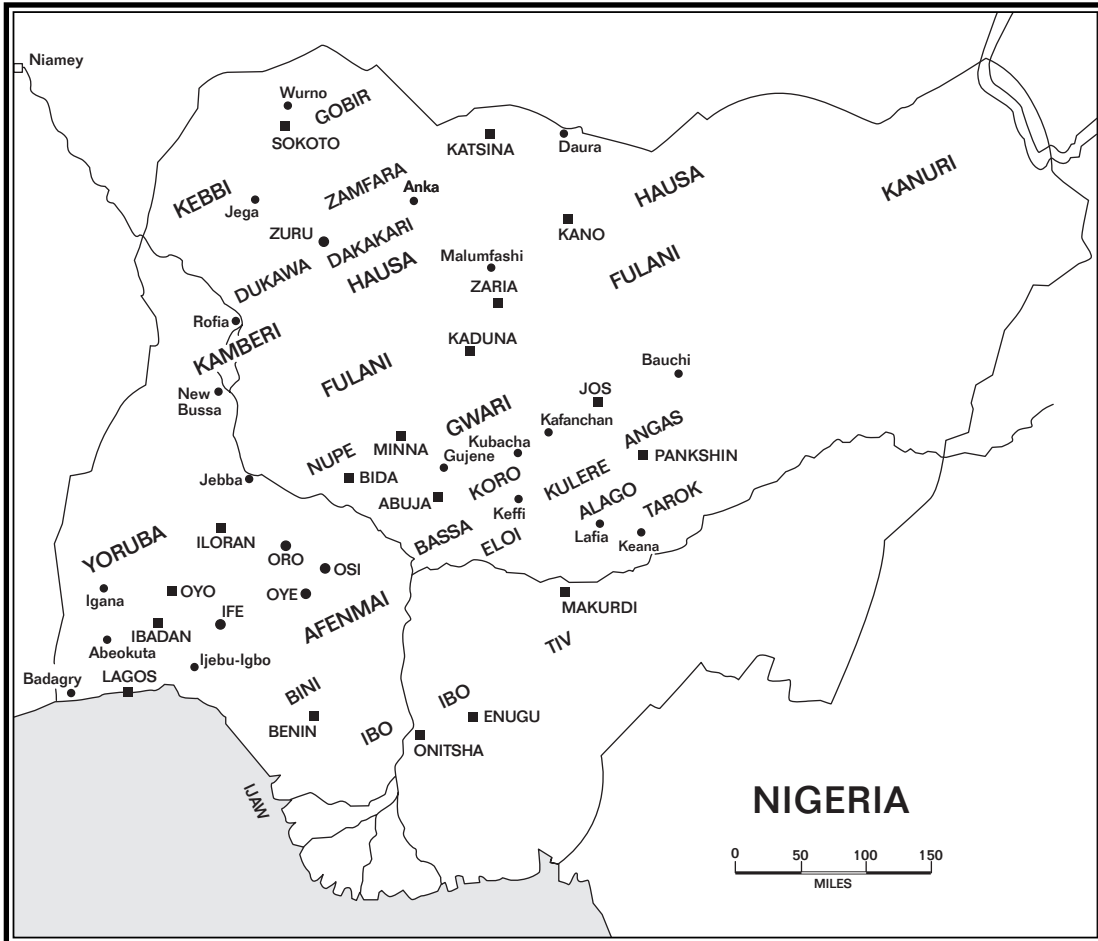 Niamey
Wurno
GOBIR
SOKOTO
KATSINA
Daura
KEBBI
Jega
ZAMFARA
Anka
HAUSA
KANURI
ZURU
DAKAKARI
KANO
DUKAWA
HAUSA
Malumfashi
ZARIA
FULANI
Rofia
KAMBERI
KADUNA
New
Bussa
FULANI
Bauchi
JOS
GWARI
Kafanchan
ANGAS
MINNA
Kubacha
Gujene
NUPE
PANKSHIN
Jebba
BIDA
KORO
KULERE
ABUJA
Keffi
ALAGO
TAROK
BASSA
ELOI
Lafia
Keana
YORUBA
ILORAN
ORO
OSI
Igana
OYO
OYE
MAKURDI
IFE
AFENMAI
IBADAN
Abeokuta
TIV
Ijebu-Igbo
Badagry
LAGOS
BINI
IBO
BENIN
IBO
ENUGU
ONITSHA
IJAW
NIGERIA
0 50 100 150
MILES